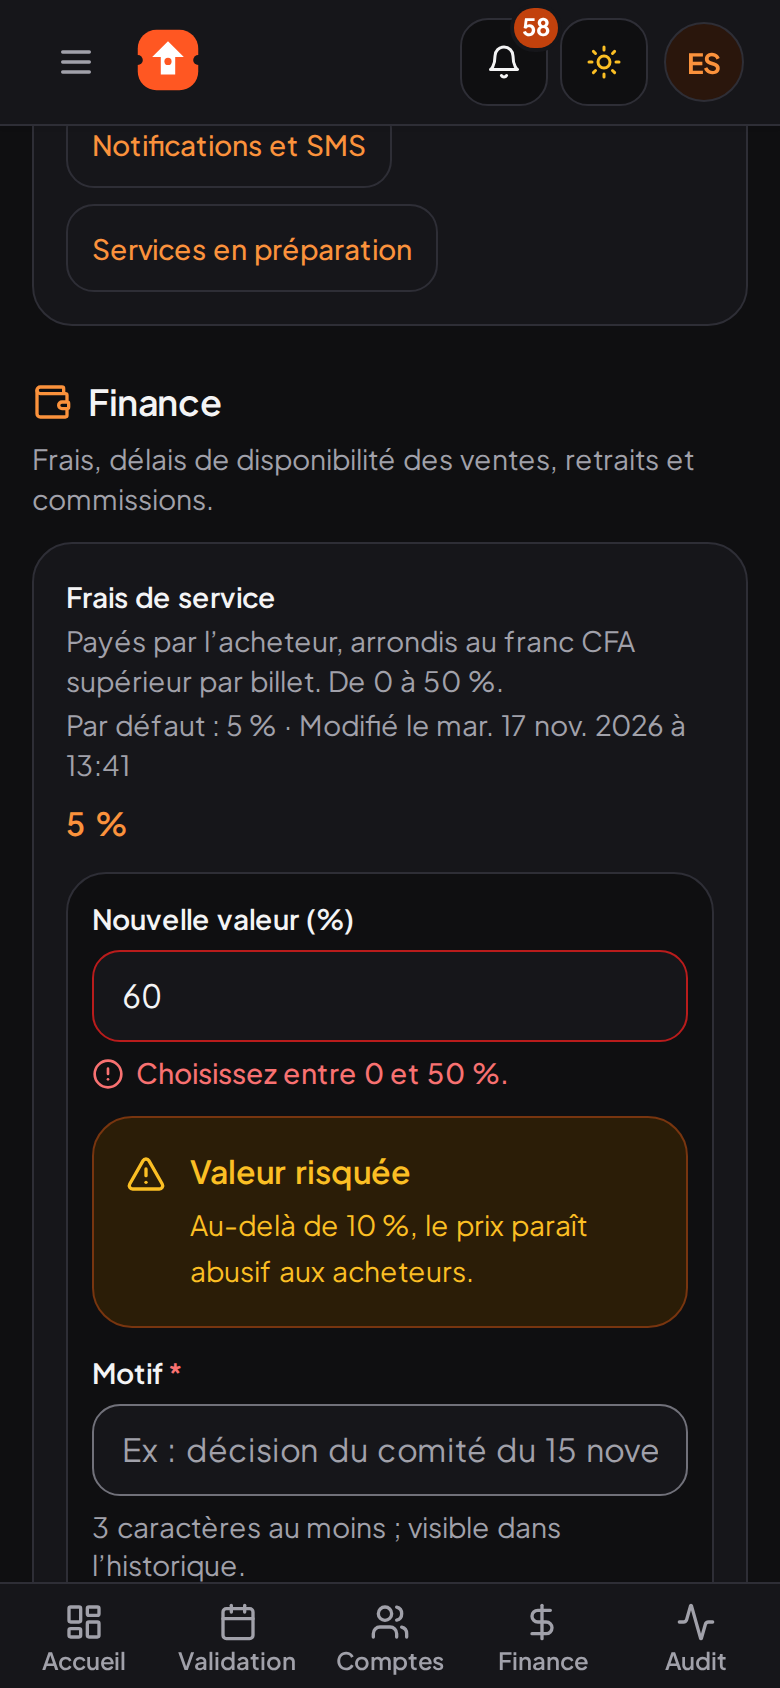 58
ES
Notifications et SMS
Services en préparation
Finance
Frais, délais de disponibilité des ventes, retraits et
commissions.
Frais de service
Payés par l’acheteur, arrondis au franc CFA
supérieur par billet. De 0 à 50 %.
Par défaut : 5 % · Modifié le mar. 17 nov. 2026 à
13:41
5 %
Nouvelle valeur (%)
60
Choisissez entre 0 et 50 %.
Valeur risquée
Au-delà de 10 %, le prix paraît
abusif aux acheteurs.
Motif *
Ex : décision du comité du 15 nove
3 caractères au moins ; visible dans
l’historique.
Accueil
Validation
Comptes
Finance
Audit